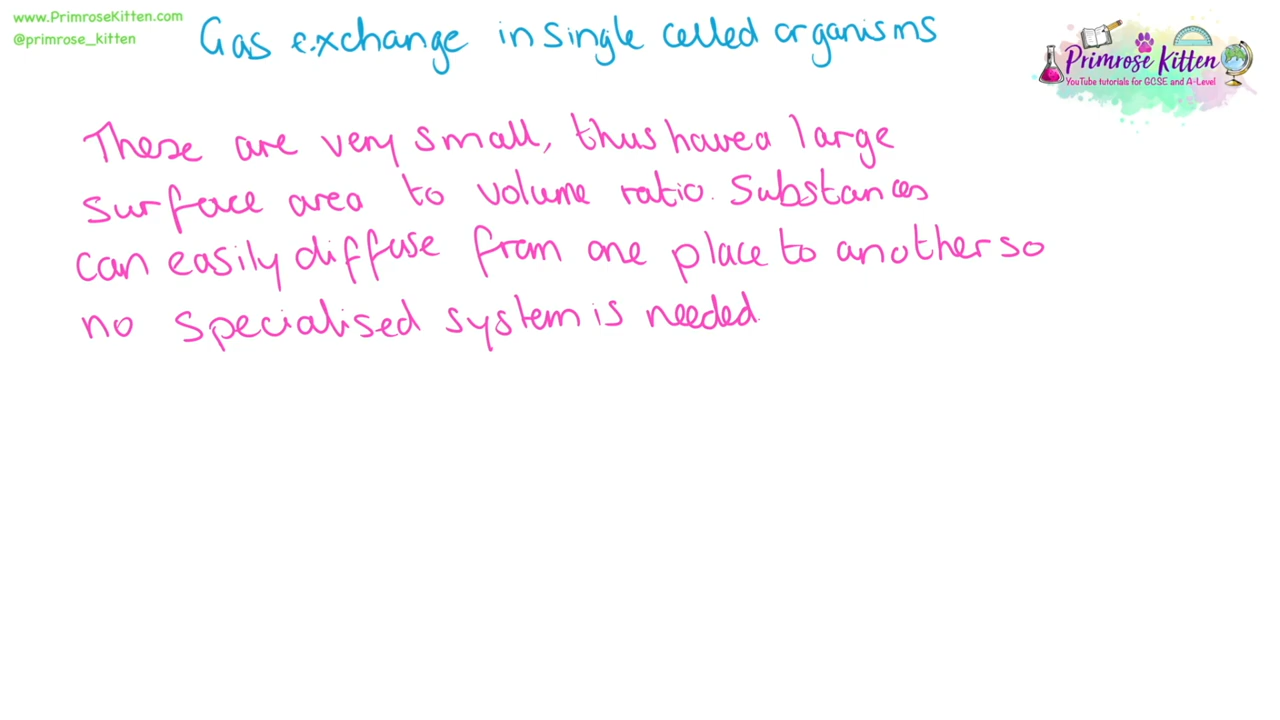 www.PrimroseKitten.com
@primrose_kitten
Gas exchange in single celled organisms
Primrose Kitten
YouTube tutorials for GCSE and A-Level
These are very small, thus have a large
surface area to volume ratio. Substances
can easily diffuse from one place to another so
no specialised system is needed.